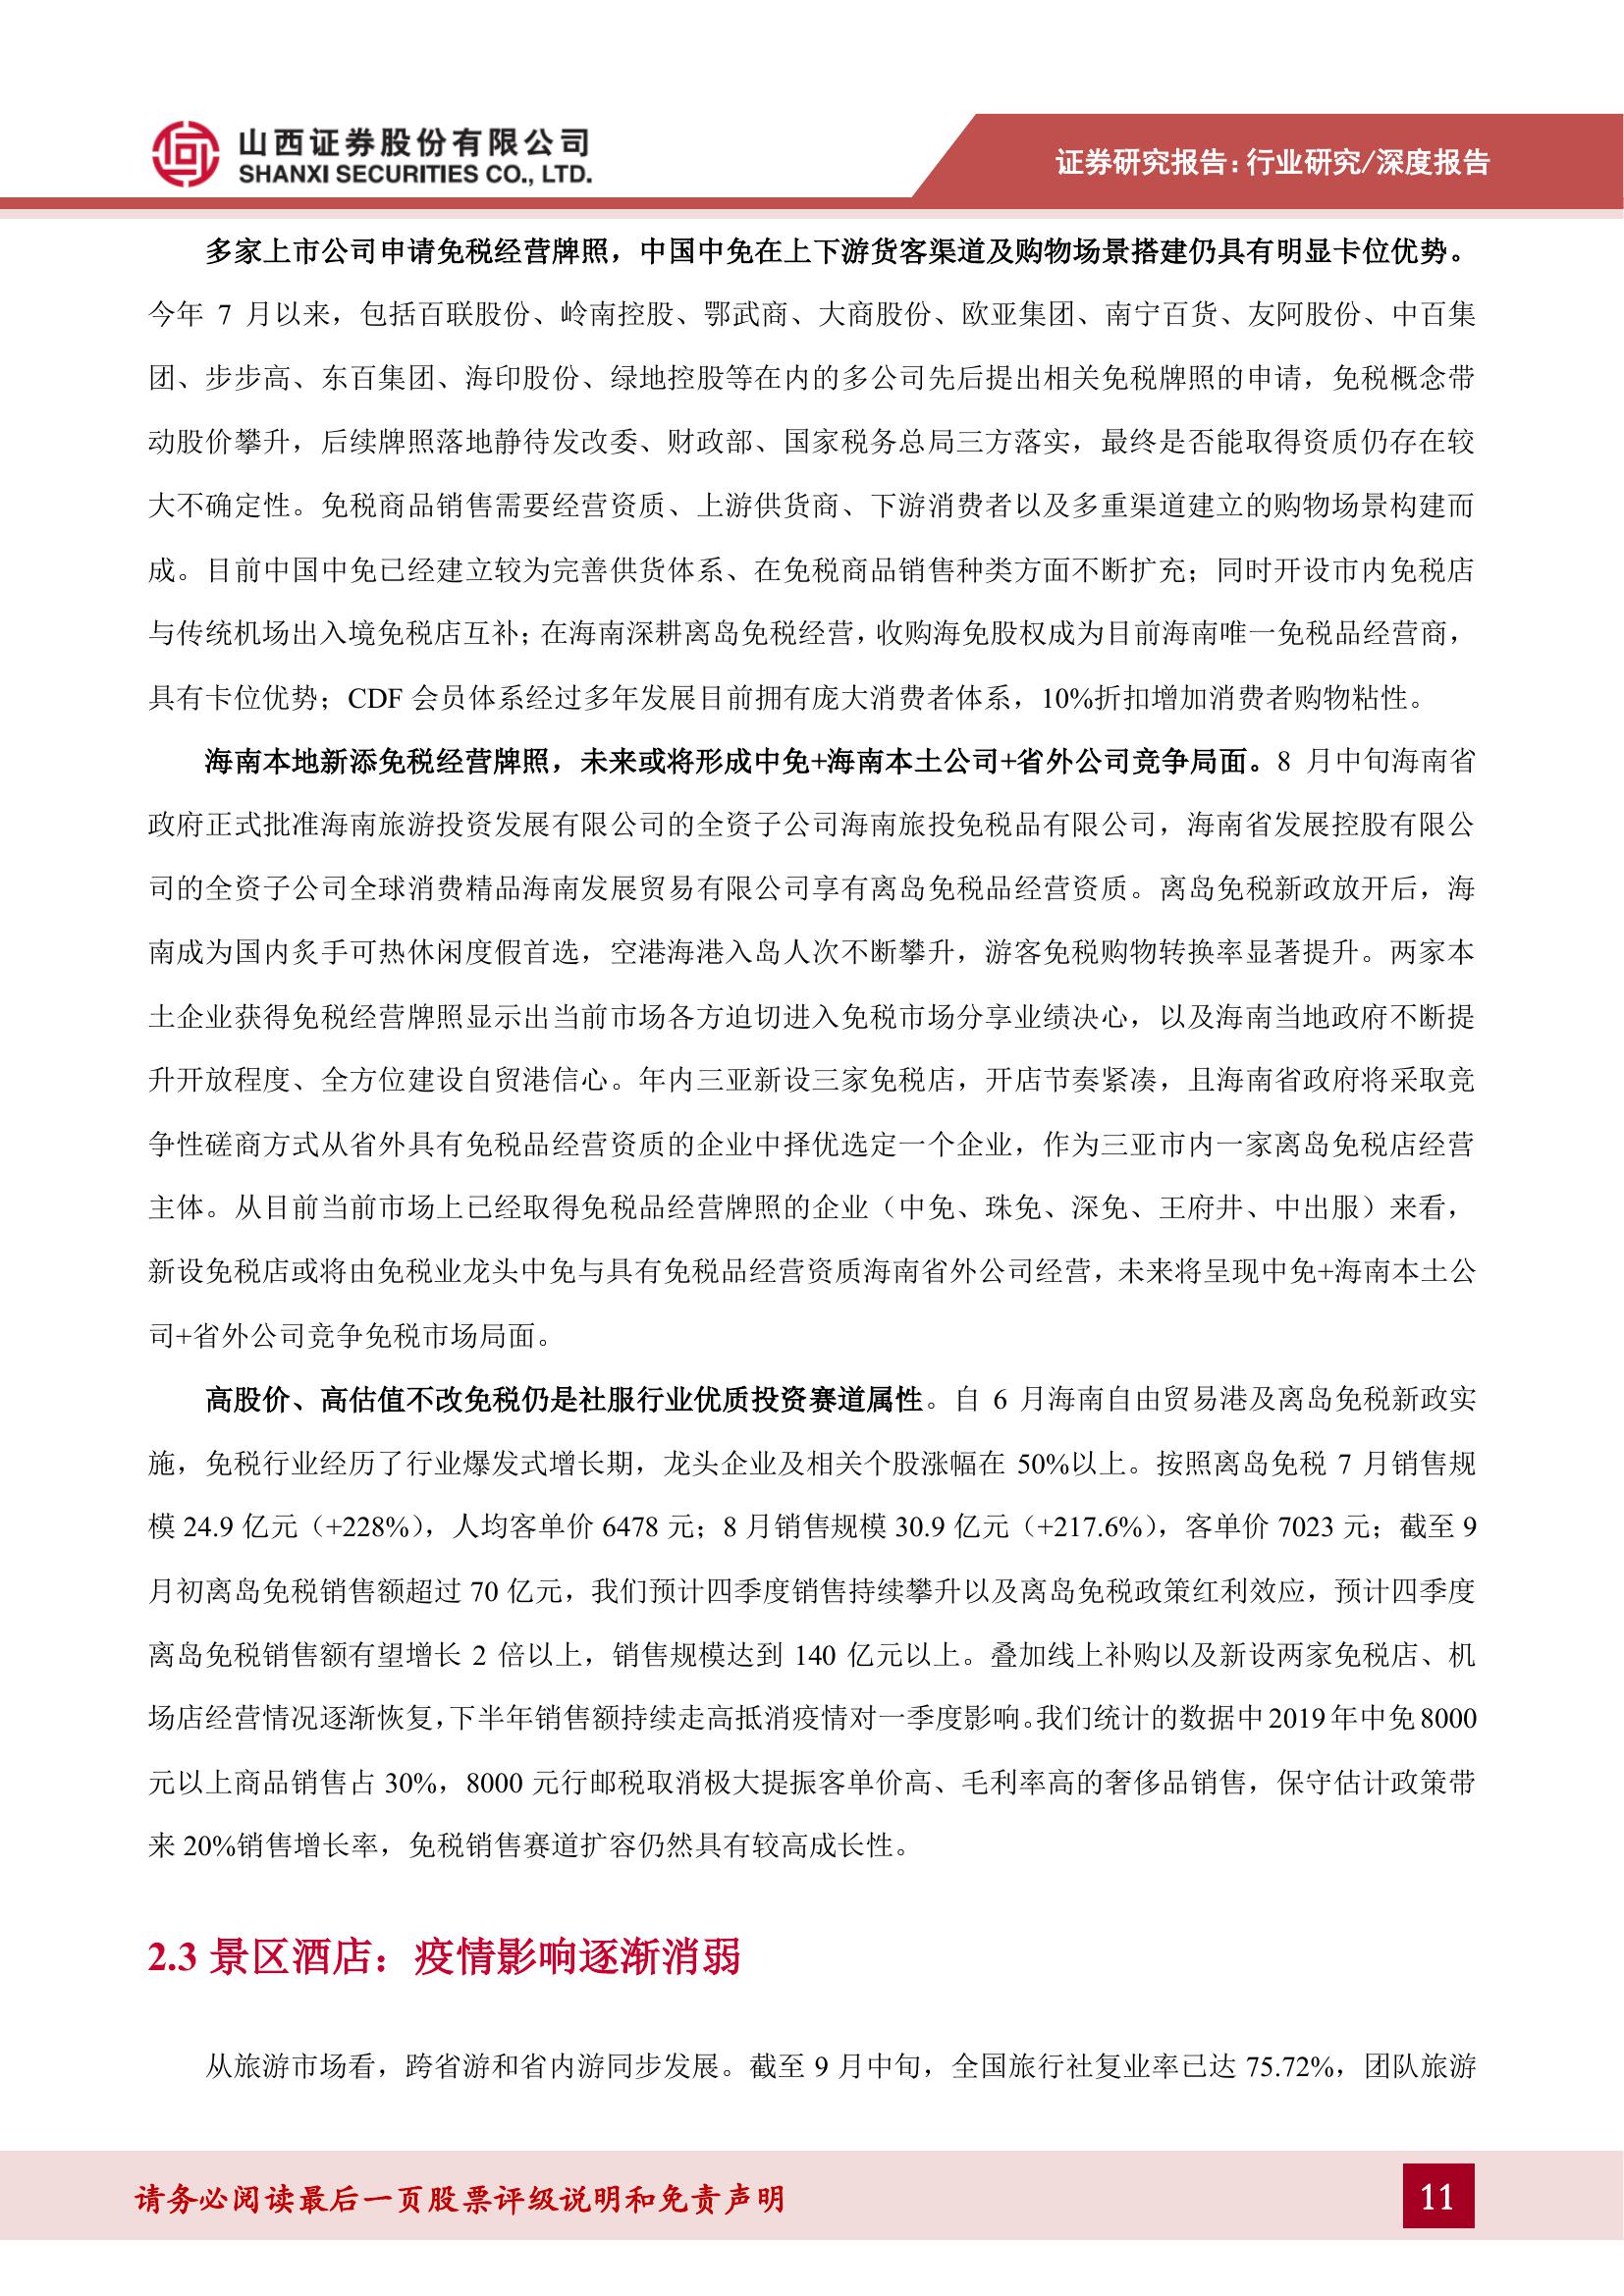 山西证券股份有限公司
SHANXI SECURITIES CO., LTD.
证券研究报告：行业研究/深度报告
多家上市公司申请免税经营牌照，中国中免在上下游货客渠道及购物场景搭建仍具有明显卡位优势。
今年 7 月以来，包括百联股份、岭南控股、鄂武商、大商股份、欧亚集团、南宁百货、友阿股份、中百集
团、步步高、东百集团、海印股份、绿地控股等在内的多公司先后提出相关免税牌照的申请，免税概念带
动股价攀升，后续牌照落地静待发改委、财政部、国家税务总局三方落实，最终是否能取得资质仍存在较
大不确定性。免税商品销售需要经营资质、上游供货商、下游消费者以及多重渠道建立的购物场景构建而
成。目前中国中免已经建立较为完善供货体系、在免税商品销售种类方面不断扩充；同时开设市内免税店
与传统机场出入境免税店互补；在海南深耕离岛免税经营，收购海免股权成为目前海南唯一免税品经营商，
具有卡位优势；CDF 会员体系经过多年发展目前拥有庞大消费者体系，10%折扣增加消费者购物粘性。
海南本地新添免税经营牌照，未来或将形成中免+海南本土公司+省外公司竞争局面。8 月中旬海南省
政府正式批准海南旅游投资发展有限公司的全资子公司海南旅投免税品有限公司，海南省发展控股有限公
司的全资子公司全球消费精品海南发展贸易有限公司享有离岛免税品经营资质。离岛免税新政放开后，海
南成为国内炙手可热休闲度假首选，空港海港入岛人次不断攀升，游客免税购物转换率显著提升。两家本
土企业获得免税经营牌照显示出当前市场各方迫切进入免税市场分享业绩决心，以及海南当地政府不断提
升开放程度、全方位建设自贸港信心。年内三亚新设三家免税店，开店节奏紧凑，且海南省政府将采取竞
争性磋商方式从省外具有免税品经营资质的企业中择优选定一个企业，作为三亚市内一家离岛免税店经营
主体。从目前当前市场上已经取得免税品经营牌照的企业（中免、珠免、深免、王府井、中出服）来看，
新设免税店或将由免税业龙头中免与具有免税品经营资质海南省外公司经营，未来将呈现中免+海南本土公
司+省外公司竞争免税市场局面。
高股价、高估值不改免税仍是社服行业优质投资赛道属性。自 6 月海南自由贸易港及离岛免税新政实
施，免税行业经历了行业爆发式增长期，龙头企业及相关个股涨幅在 50%以上。按照离岛免税 7 月销售规
模 24.9 亿元（+228%），人均客单价 6478 元；8 月销售规模 30.9 亿元（+217.6%），客单价 7023 元；截至 9
月初离岛免税销售额超过 70 亿元，我们预计四季度销售持续攀升以及离岛免税政策红利效应，预计四季度
离岛免税销售额有望增长 2 倍以上，销售规模达到 140 亿元以上。叠加线上补购以及新设两家免税店、机
场店经营情况逐渐恢复，下半年销售额持续走高抵消疫情对一季度影响。我们统计的数据中 2019 年中免 8000
元以上商品销售占 30%，8000 元行邮税取消极大提振客单价高、毛利率高的奢侈品销售，保守估计政策带
来 20%销售增长率，免税销售赛道扩容仍然具有较高成长性。
2.3 景区酒店：疫情影响逐渐消弱
从旅游市场看，跨省游和省内游同步发展。截至 9 月中旬，全国旅行社复业率已达 75.72%，团队旅游
请务必阅读最后一页股票评级说明和免责声明
11